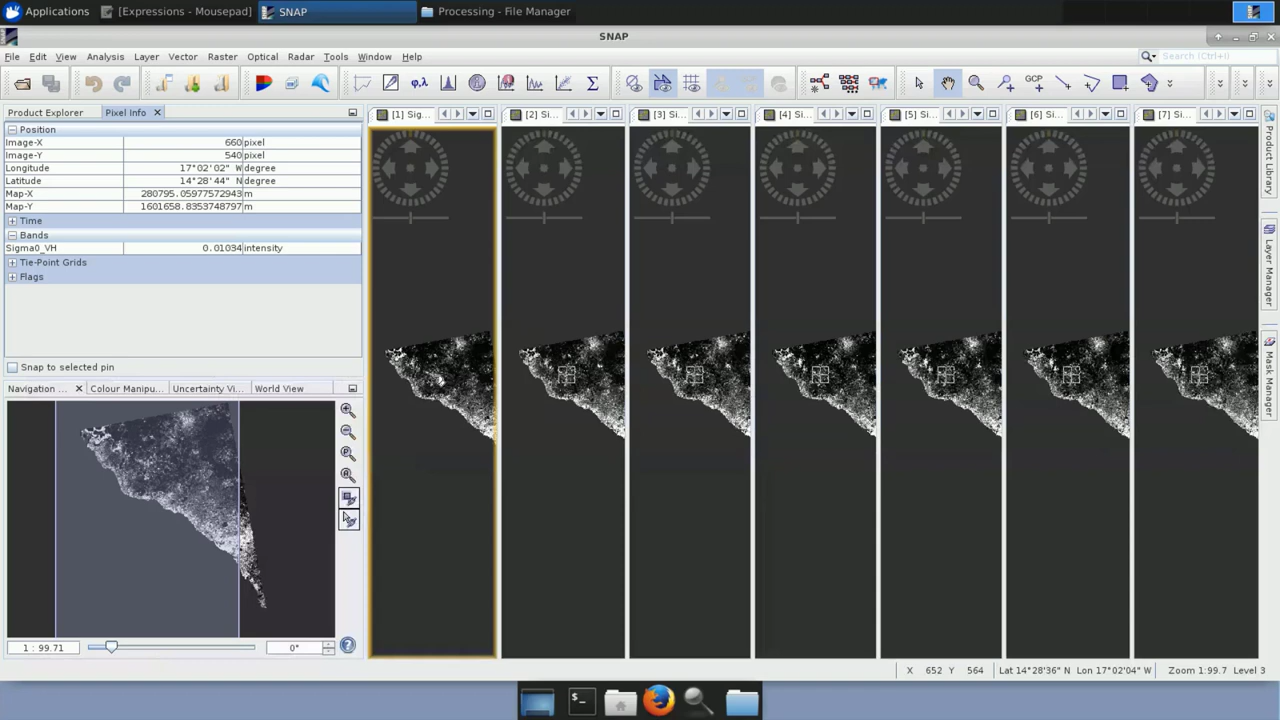 Applications [Expressions - Mousepad] SNAP Processing - File Manager
SNAP
File Edit View Analysis Layer Vector Raster Optical Radar Tools Window Help Search (Ctrl+I)
GCP
Product Explorer Pixel Info [1] Sig... [2] Si... [3] Si... [4] Si... [5] Si... [6] Si... [7] Si...
Position
Image-X 660 pixel
Image-Y 540 pixel
Longitude 17°02'02" W degree
Latitude 14°28'44" N degree
Map-X 280795.05977572943 m
Map-Y 1601658.8353748797 m
Time
Bands
Sigma0_VH 0.01034 intensity
Tie-Point Grids
Flags
Snap to selected pin
Navigation ... Colour Manipu... Uncertainty Vi... World View
1 : 99.71 0°
Product Library
Layer Manager
Mask Manager
X 652 Y 564 Lat 14°28'36" N Lon 17°02'04" W Zoom 1:99.7 Level 3